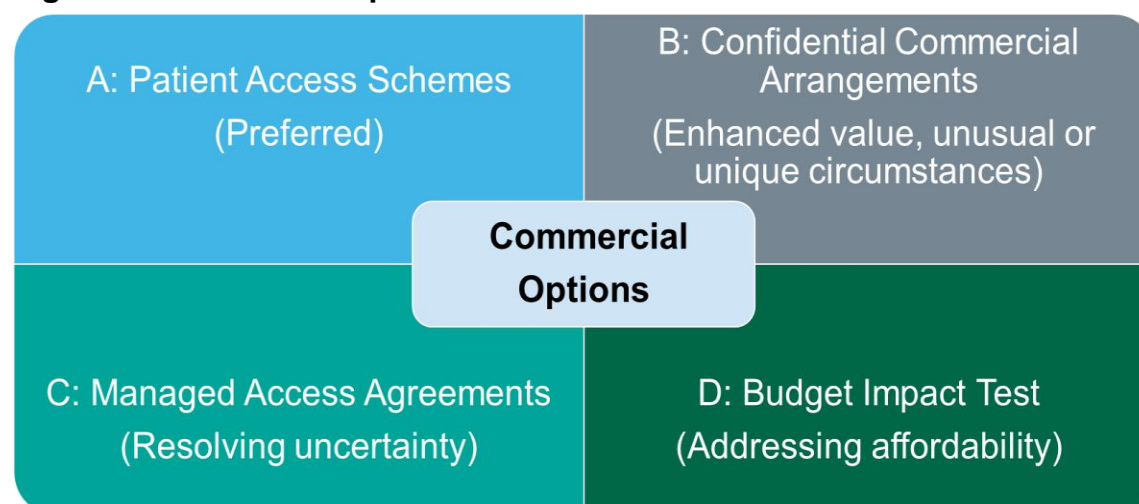 A: Patient Access Schemes
(Preferred)
B: Confidential Commercial
Arrangements
(Enhanced value, unusual or
unique circumstances)
Commercial
Options
C: Managed Access Agreements
(Resolving uncertainty)
D: Budget Impact Test
(Addressing affordability)